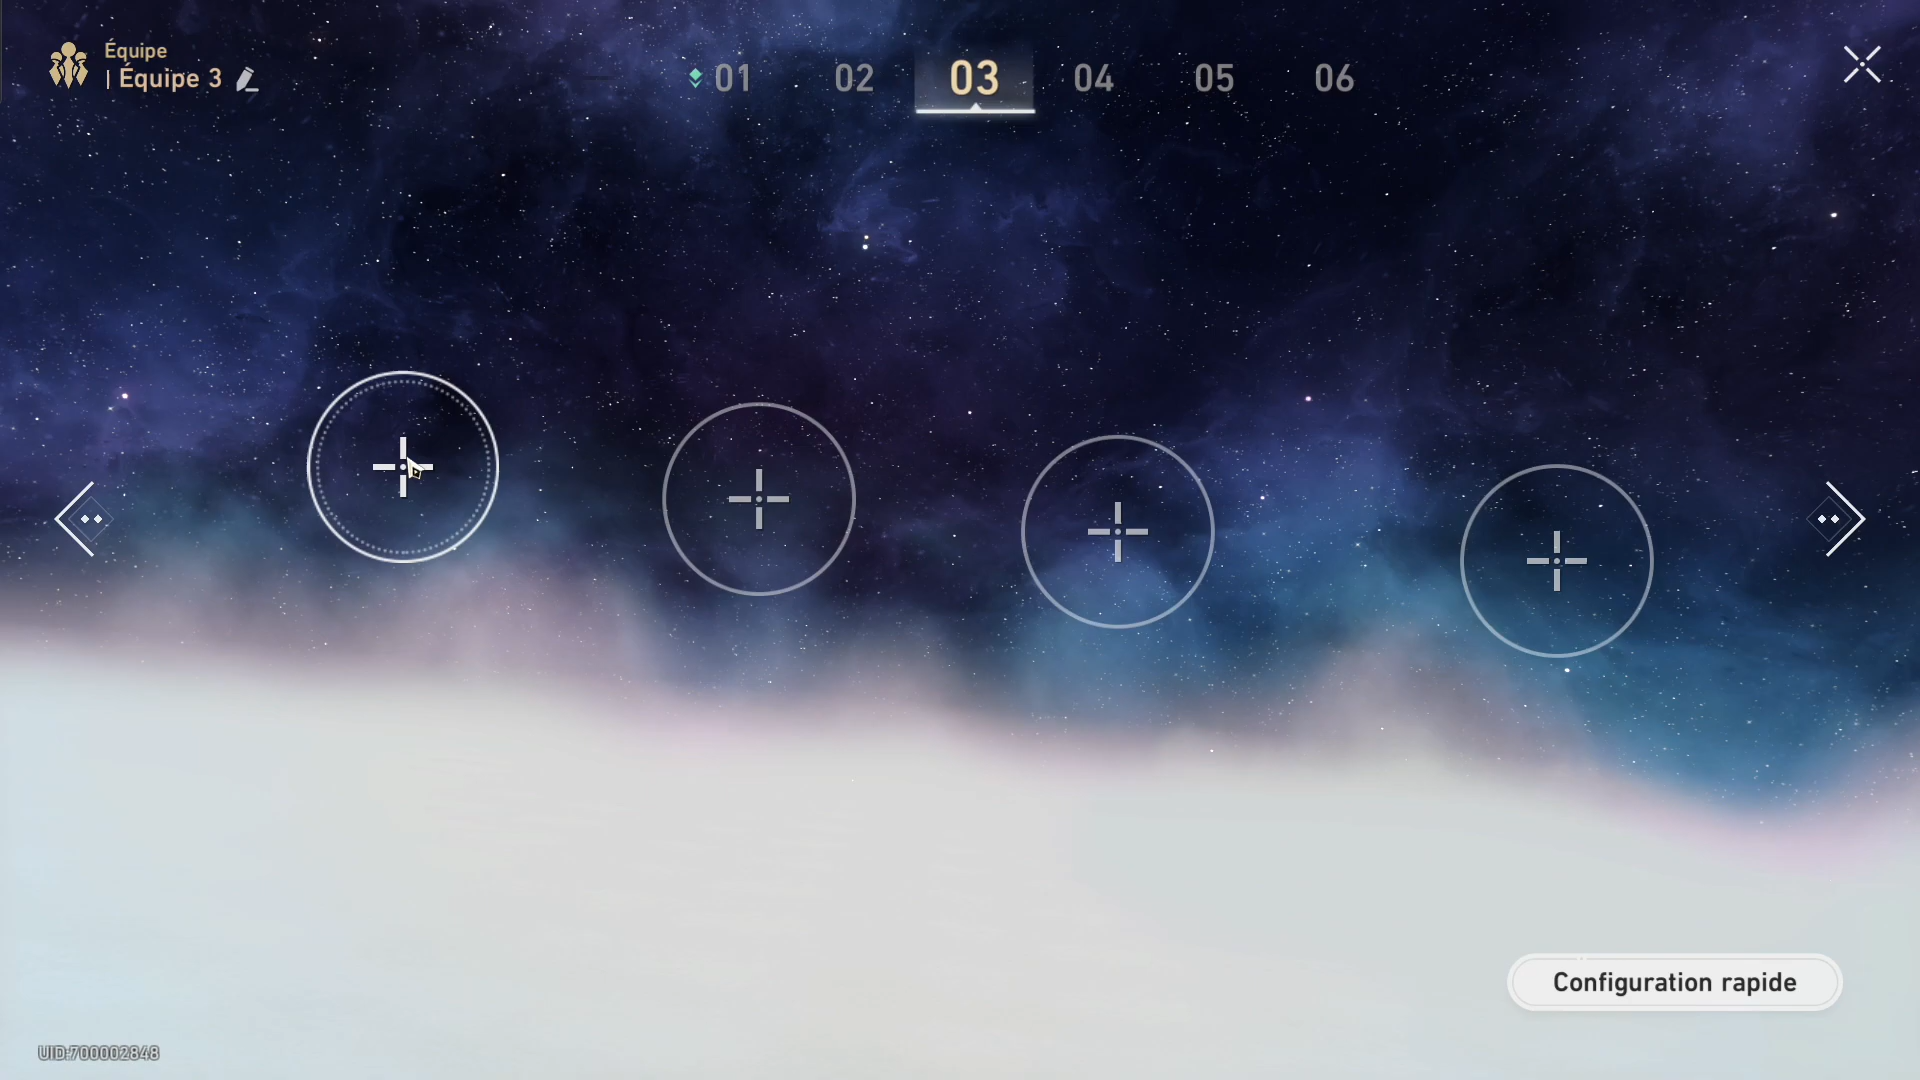 Équipe
| Équipe 3
01 02 03 04 05 06
Configuration rapide
UID:700002848